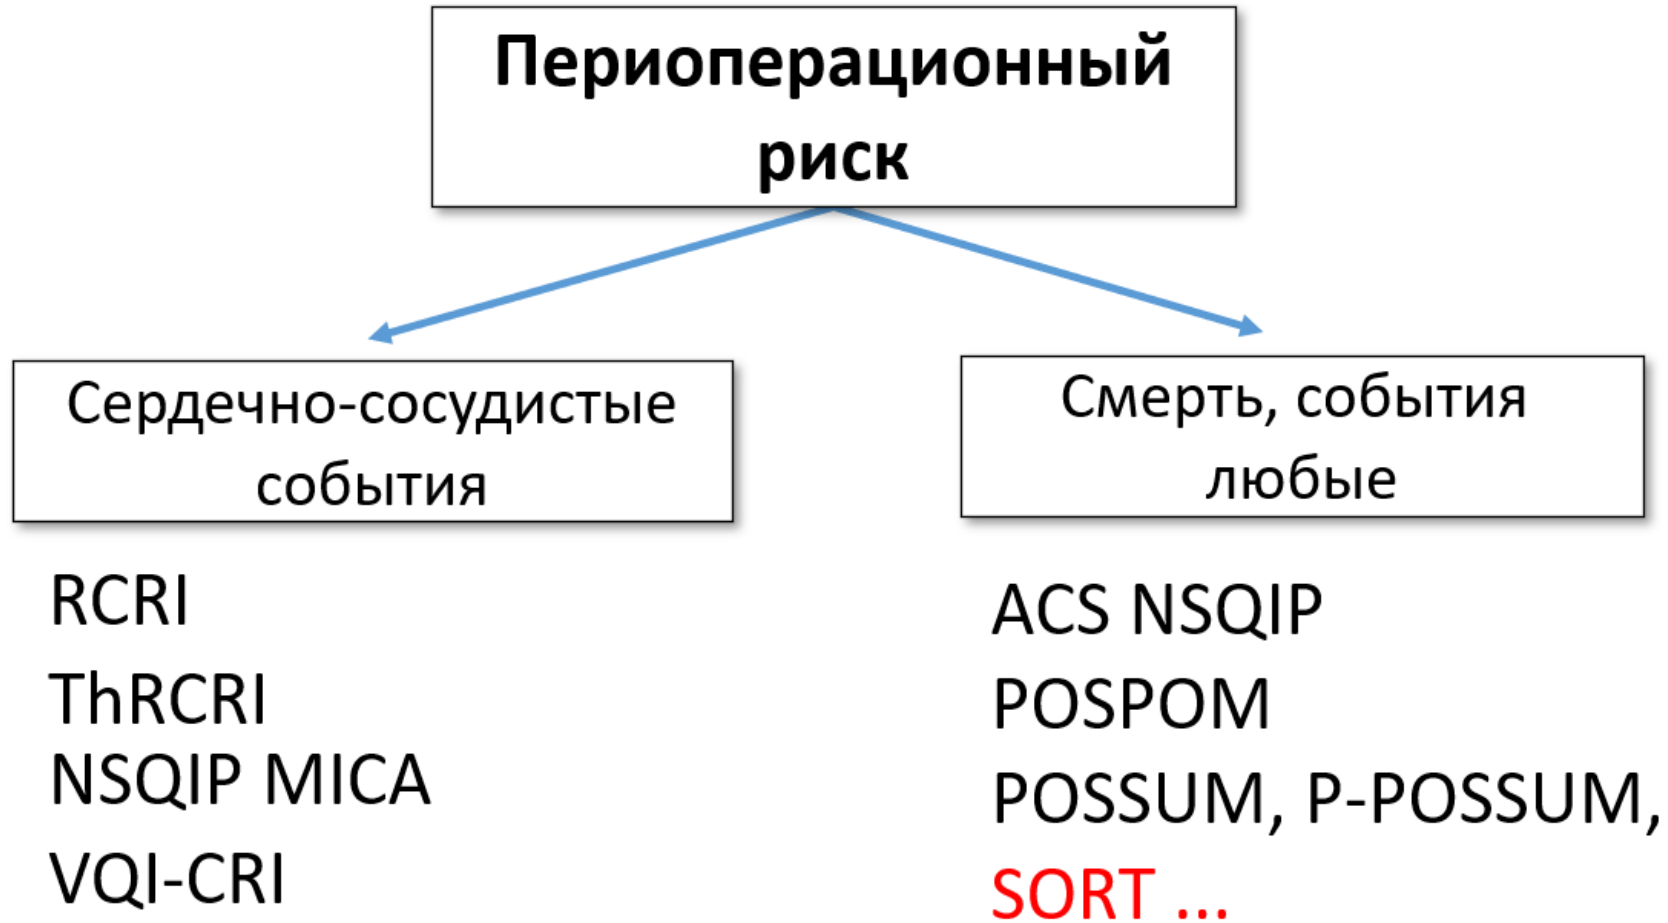 Периоперационный
риск
Сердечно-сосудистые
события
RCRI
ThRCRI
NSQIP MICA
VQI-CRI
Смерть, события
любые
ACS NSQIP
POSPOM
POSSUM, P-POSSUM,
SORT ...